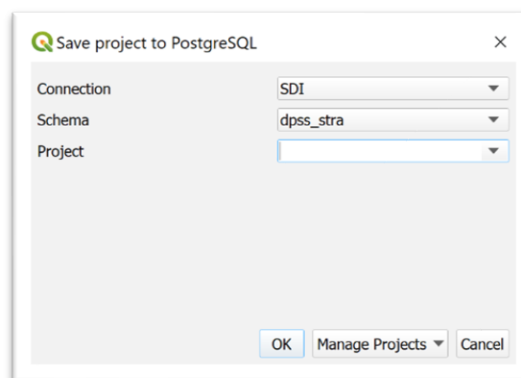 Save project to PostgreSQL
Connection SDI
Schema dpss_stra
Project
OK Manage Projects Cancel